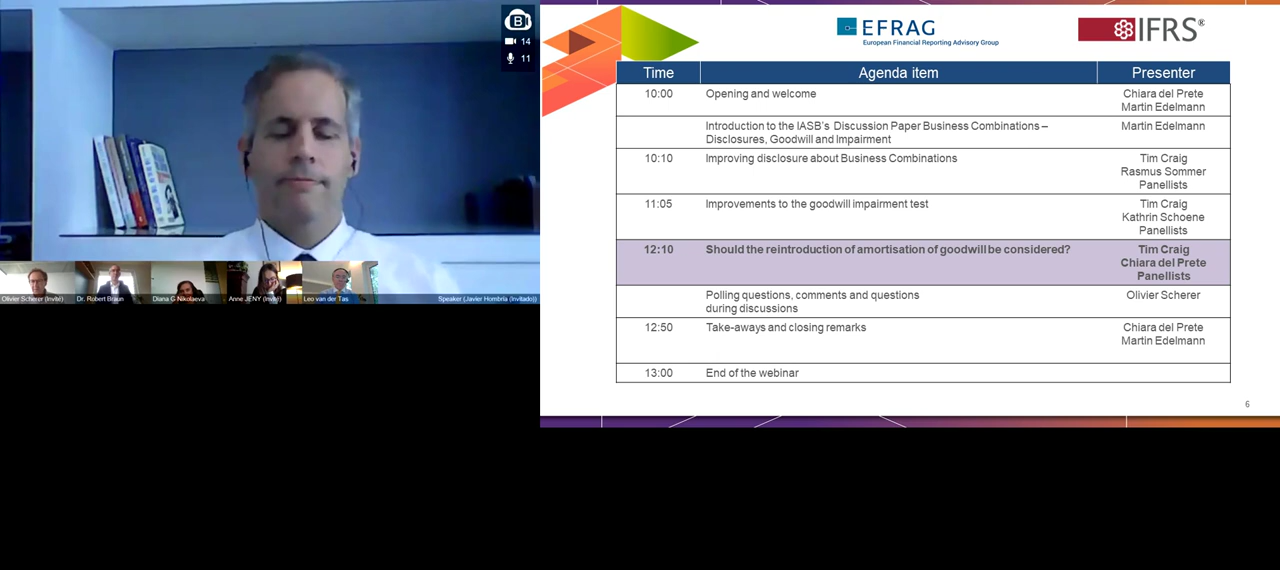 B
14
11
Olivier Scherer (Invité)
Dr. Robert Braun
Diana G Nikolaeva
Anne JENY (Invité)
Leo van der Tas
Speaker (Javier Hombria (Invitado))
EFRAG
European Financial Reporting Advisory Group
IFRS®
Time Agenda item Presenter
10:00 Opening and welcome Chiara del Prete
Martin Edelmann
Introduction to the IASB's Discussion Paper Business Combinations – Martin Edelmann
Disclosures, Goodwill and Impairment
10:10 Improving disclosure about Business Combinations Tim Craig
Rasmus Sommer
Panellists
11:05 Improvements to the goodwill impairment test Tim Craig
Kathrin Schoene
Panellists
12:10 Should the reintroduction of amortisation of goodwill be considered? Tim Craig
Chiara del Prete
Panellists
Polling questions, comments and questions Olivier Scherer
during discussions
12:50 Take-aways and closing remarks Chiara del Prete
Martin Edelmann
13:00 End of the webinar
6